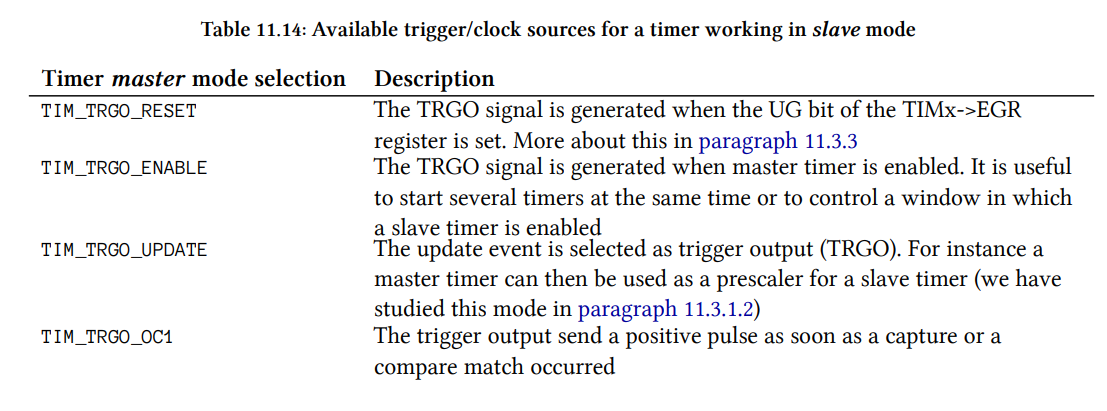 Table 11.14: Available trigger/clock sources for a timer working in slave mode
Timer master mode selection Description
TIM_TRGO_RESET The TRGO signal is generated when the UG bit of the TIMx->EGR
register is set. More about this in paragraph 11.3.3
TIM_TRGO_ENABLE The TRGO signal is generated when master timer is enabled. It is useful
to start several timers at the same time or to control a window in which
a slave timer is enabled
TIM_TRGO_UPDATE The update event is selected as trigger output (TRGO). For instance a
master timer can then be used as a prescaler for a slave timer (we have
studied this mode in paragraph 11.3.1.2)
TIM_TRGO_OC1 The trigger output send a positive pulse as soon as a capture or a
compare match occurred